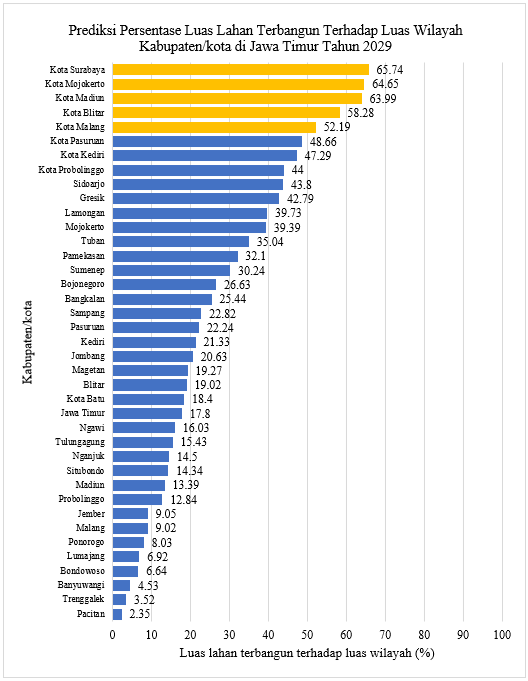 Prediksi Persentase Luas Lahan Terbangun Terhadap Luas Wilayah
Kabupaten/kota di Jawa Timur Tahun 2029
Kota Surabaya 65.74
Kota Mojokerto 64.65
Kota Madiun 63.99
Kota Blitar 58.28
Kota Malang 52.19
Kota Pasuruan 48.66
Kota Kediri 47.29
Kota Probolinggo 44
Sidoarjo 43.8
Gresik 42.79
Lamongan 39.73
Mojokerto 39.39
Tuban 35.04
Pamekasan 32.1
Sumenep 30.24
Bojonegoro 26.63
Bangkalan 25.44
Sampang 22.82
Pasuruan 22.24
Kediri 21.33
Jombang 20.63
Magetan 19.27
Blitar 19.02
Kota Batu 18.4
Jawa Timur 17.8
Ngawi 16.03
Tulungagung 15.43
Nganjuk 14.5
Situbondo 14.34
Madiun 13.39
Probolinggo 12.84
Jember 9.05
Malang 9.02
Ponorogo 8.03
Lumajang 6.92
Bondowoso 6.64
Banyuwangi 4.53
Trenggalek 3.52
Pacitan 2.35
Kabupaten/kota
0 10 20 30 40 50 60 70 80 90 100
Luas lahan terbangun terhadap luas wilayah (%)